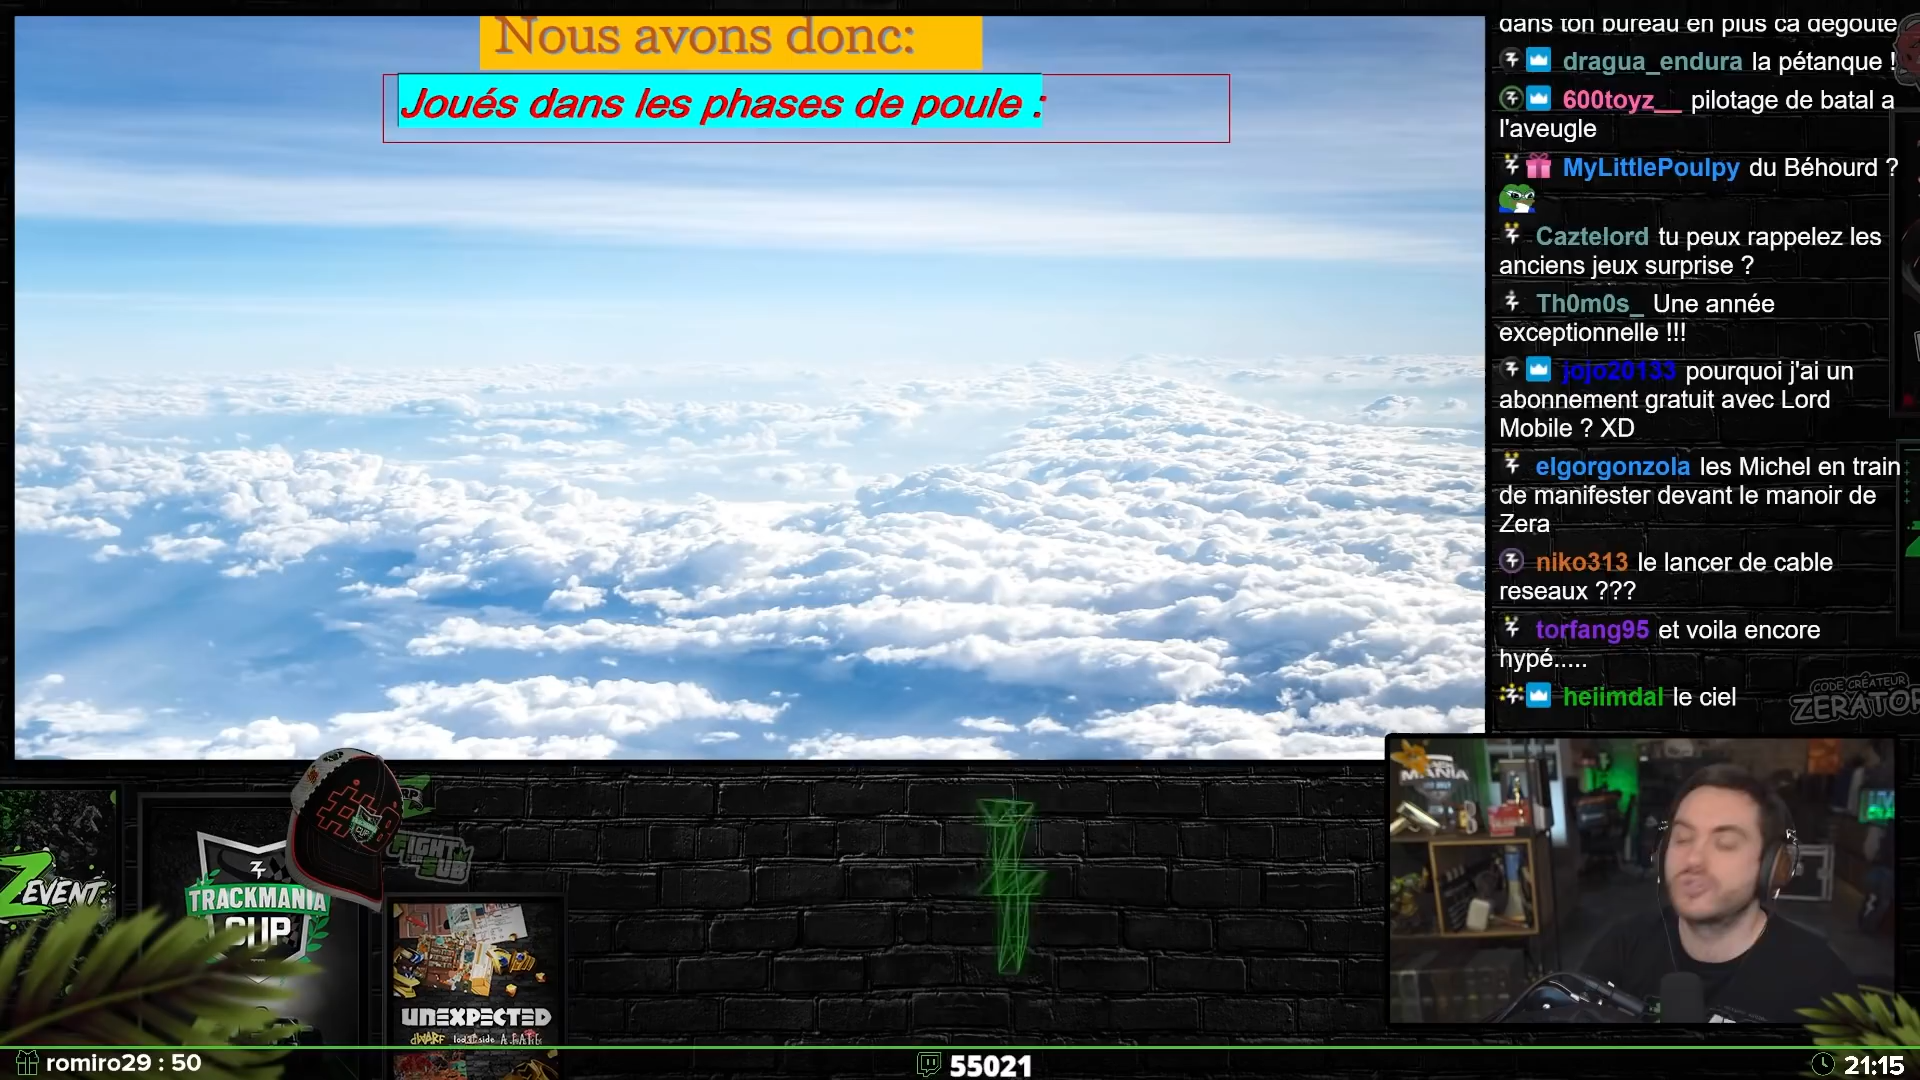 Nous avons donc:
Joués dans les phases de poule :
dans ton bureau en plus ca dégoute
dragua_endura la pétanque !
600toyz__ pilotage de batal a
l'aveugle
MyLittlePoulpy du Béhourd ?
Caztelord tu peux rappelez les
anciens jeux surprise ?
Th0m0s_ Une année
exceptionnelle !!!
jojo20133 pourquoi j'ai un
abonnement gratuit avec Lord
Mobile ? XD
elgorgonzola les Michel en train
de manifester devant le manoir de
Zera
niko313 le lancer de cable
reseaux ???
torfang95 et voila encore
hypé.....
heiimdal le ciel
CODE CRÉATEUR
ZERATOR
MANIA
ZEVENT
TRACKMANIA
CUP
FIGHT
SUB
UNEXPECTED
romiro29 : 50
55021
21:15